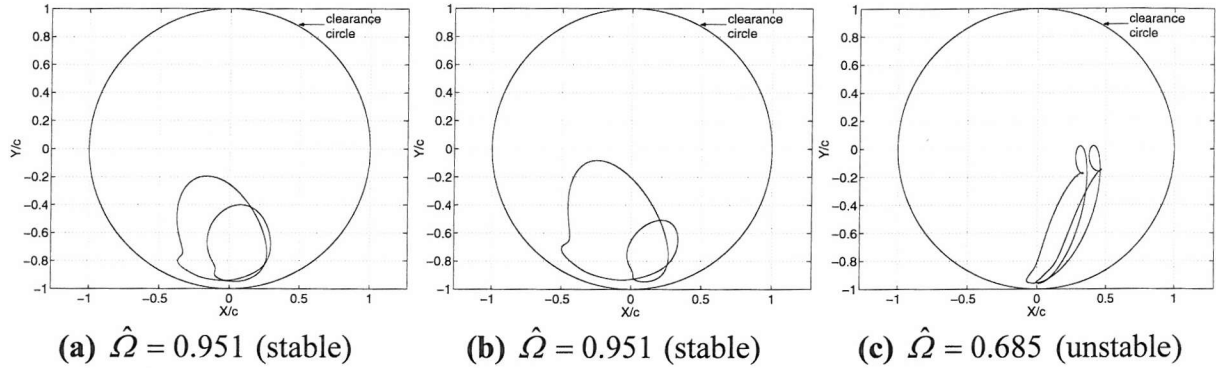 1
0.8
0.6
0.4
0.2
0
−0.2
−0.4
−0.6
−0.8
−1
Y/c
−1 −0.5 0 0.5 1
X/c
clearance
circle
(a) Ω̂ = 0.951 (stable)
1
0.8
0.6
0.4
0.2
0
−0.2
−0.4
−0.6
−0.8
−1
Y/c
−1 −0.5 0 0.5 1
X/c
clearance
circle
(b) Ω̂ = 0.951 (stable)
1
0.8
0.6
0.4
0.2
0
−0.2
−0.4
−0.6
−0.8
−1
Y/c
−1 −0.5 0 0.5 1
X/c
clearance
circle
(c) Ω̂ = 0.685 (unstable)